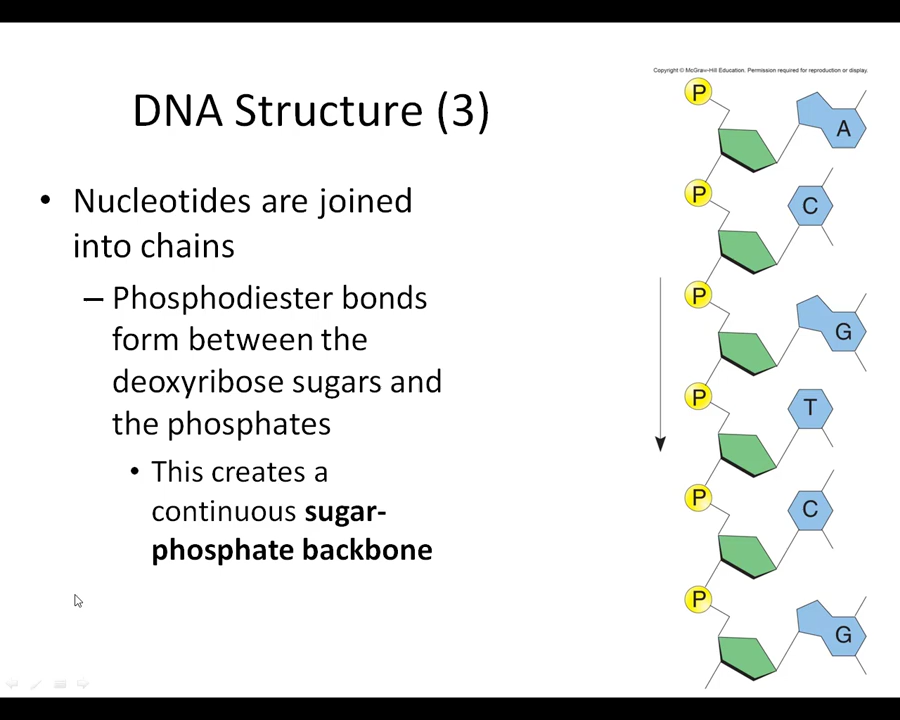 Copyright © McGraw-Hill Education. Permission required for reproduction or display.
DNA Structure (3)
• Nucleotides are joined
into chains
– Phosphodiester bonds
form between the
deoxyribose sugars and
the phosphates
• This creates a
continuous sugar-
phosphate backbone
P
A
P
C
P
G
P
T
P
C
P
G